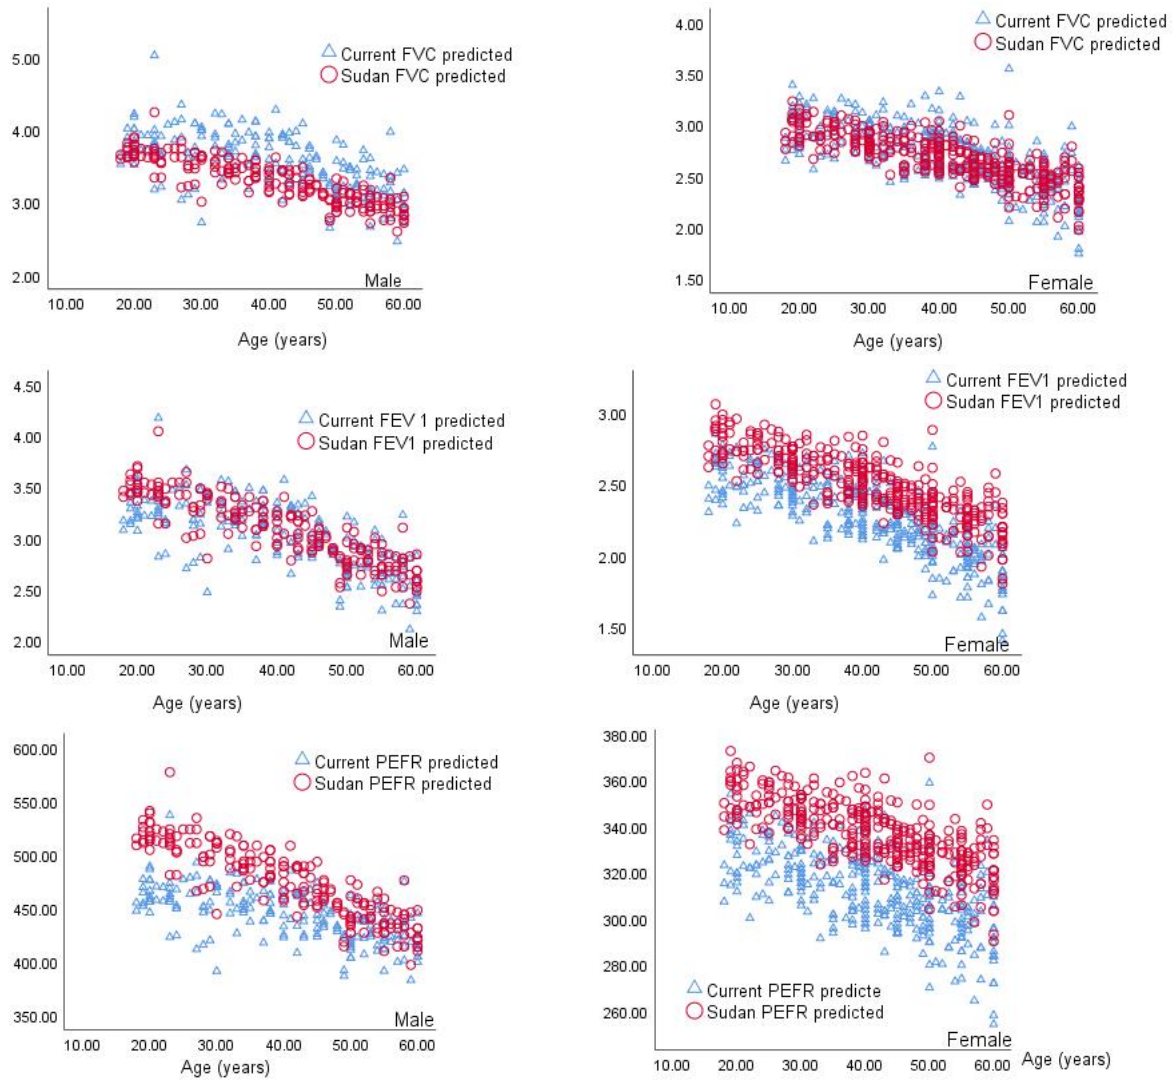 5.00
4.00
3.00
2.00
Current FVC predicted
Sudan FVC predicted
Male
10.00 20.00 30.00 40.00 50.00 60.00
Age (years)
4.00
3.50
3.00
2.50
2.00
1.50
Current FVC predicted
Sudan FVC predicted
Female
10.00 20.00 30.00 40.00 50.00 60.00
Age (years)
4.50
4.00
3.50
3.00
2.50
2.00
Current FEV 1 predicted
Sudan FEV1 predicted
Male
10.00 20.00 30.00 40.00 50.00 60.00
Age (years)
3.00
2.50
2.00
1.50
Current FEV1 predicted
Sudan FEV1 predicted
Female
10.00 20.00 30.00 40.00 50.00 60.00
Age (years)
600.00
550.00
500.00
450.00
400.00
350.00
Current PEFR predicted
Sudan PEFR predicted
Male
10.00 20.00 30.00 40.00 50.00 60.00
Age (years)
380.00
360.00
340.00
320.00
300.00
280.00
260.00
Current PEFR predicte
Sudan PEFR predicted
Female
10.00 20.00 30.00 40.00 50.00 60.00
Age (years)